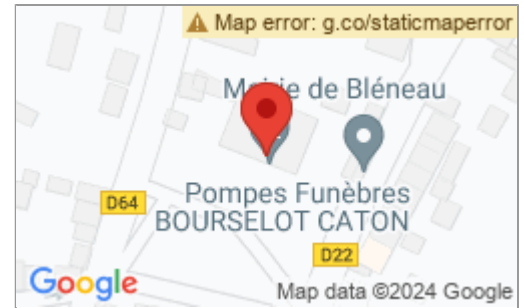 Map error: g.co/staticmaperror
Mairie de Bléneau
Pompes Funèbres
BOURSELOT CATON
D64
D22
Google
Map data ©2024 Google